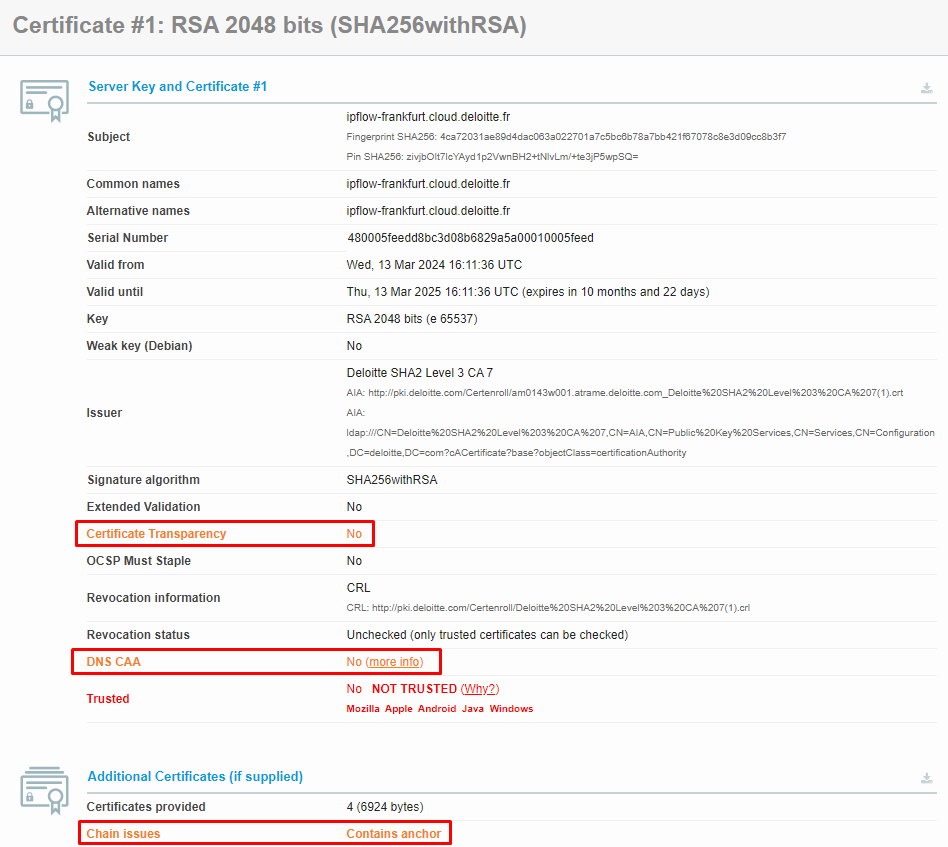 Certificate #1: RSA 2048 bits (SHA256withRSA)
Server Key and Certificate #1
Subject
ipflow-frankfurt.cloud.deloitte.fr
Fingerprint SHA256: 4ca72031ae89d4dac063a022701a7c5bc6b78a7bb421f67078c8e3d09cc8b3f7
Pin SHA256: zivjbOlt7lcYAyd1p2VwnBH2+tNlvLm/+te3jP5wpSQ=
Common names ipflow-frankfurt.cloud.deloitte.fr
Alternative names ipflow-frankfurt.cloud.deloitte.fr
Serial Number 480005feedd8bc3d08b6829a5a00010005feed
Valid from Wed, 13 Mar 2024 16:11:36 UTC
Valid until Thu, 13 Mar 2025 16:11:36 UTC (expires in 10 months and 22 days)
Key RSA 2048 bits (e 65537)
Weak key (Debian) No
Issuer
Deloitte SHA2 Level 3 CA 7
AIA: http://pki.deloitte.com/Certenroll/am0143w001.atrame.deloitte.com_Deloitte%20SHA2%20Level%203%20CA%207(1).crt
AIA:
ldap:///CN=Deloitte%20SHA2%20Level%203%20CA%207,CN=AIA,CN=Public%20Key%20Services,CN=Services,CN=Configuration
,DC=deloitte,DC=com?cACertificate?base?objectClass=certificationAuthority
Signature algorithm SHA256withRSA
Extended Validation No
Certificate Transparency No
OCSP Must Staple No
Revocation information
CRL
CRL: http://pki.deloitte.com/Certenroll/Deloitte%20SHA2%20Level%203%20CA%207(1).crl
Revocation status Unchecked (only trusted certificates can be checked)
DNS CAA No (more info)
Trusted
No NOT TRUSTED (Why?)
Mozilla Apple Android Java Windows
Additional Certificates (if supplied)
Certificates provided 4 (6924 bytes)
Chain issues Contains anchor